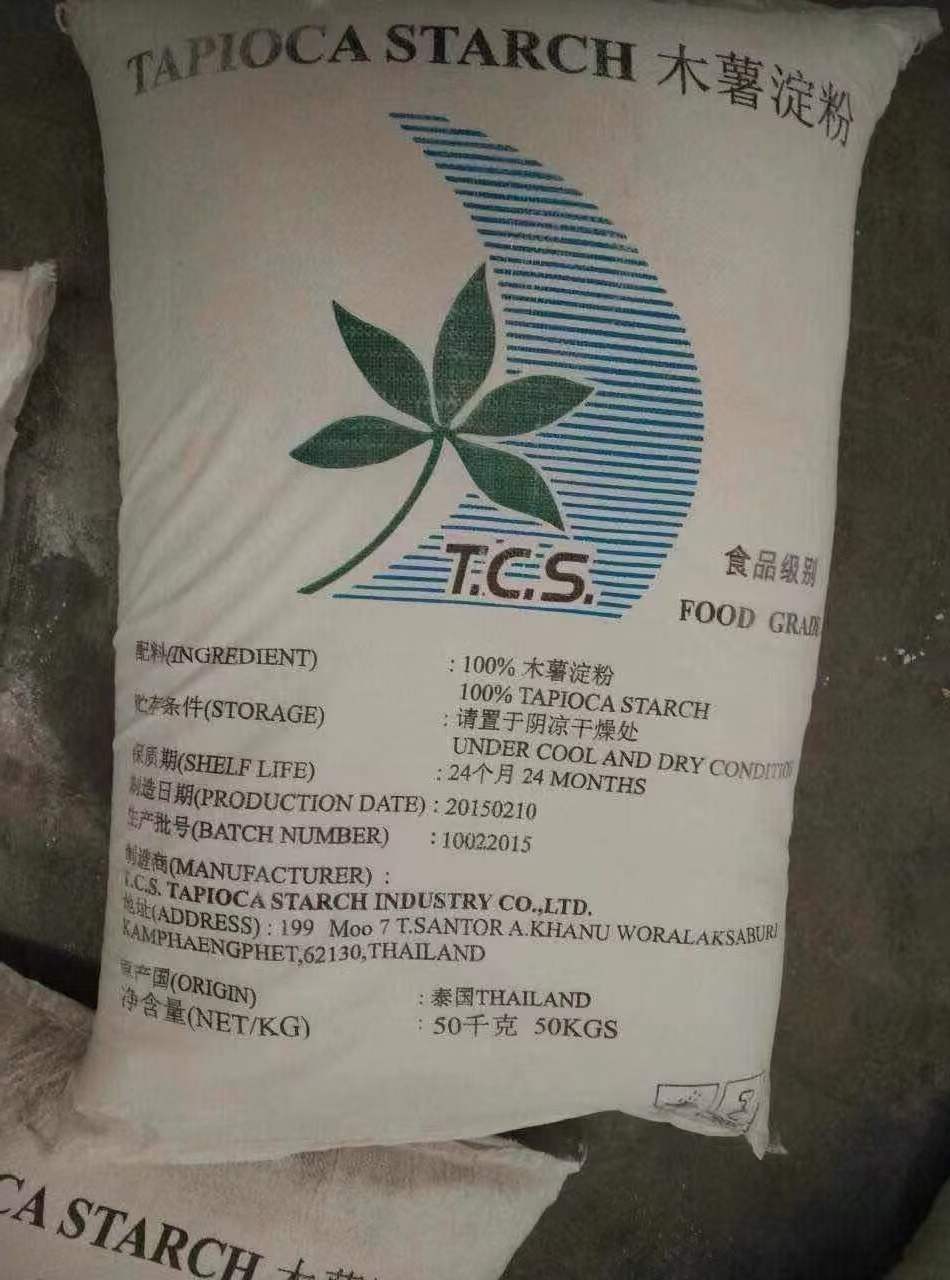 TAPIOCA STARCH 木薯淀粉
T.C.S.
食品级别
FOOD GRADE
配料(INGREDIENT) : 100% 木薯淀粉
100% TAPIOCA STARCH
贮存条件(STORAGE) : 请置于阴凉干燥处
UNDER COOL AND DRY CONDITION
保质期(SHELF LIFE) : 24个月 24 MONTHS
制造日期(PRODUCTION DATE) : 20150210
生产批号(BATCH NUMBER) : 10022015
制造商(MANUFACTURER) :
T.C.S. TAPIOCA STARCH INDUSTRY CO.,LTD.
地址(ADDRESS) : 199 Moo 7 T.SANTOR A.KHANU WORALAKSABURI
KAMPHAENGPHET,62130,THAILAND
原产国(ORIGIN) : 泰国THAILAND
净含量(NET/KG) : 50千克 50KGS
CA STARCH 木薯